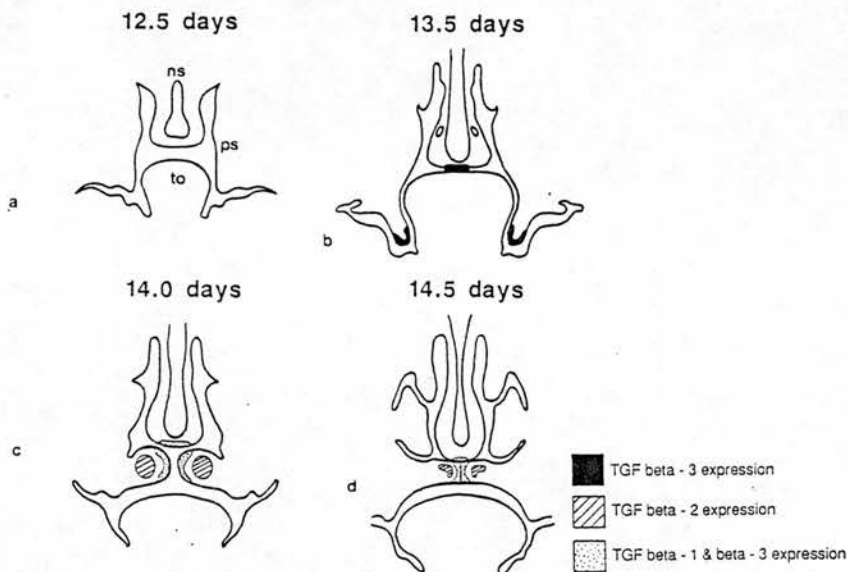 12.5 days
13.5 days
ns
ps
to
a
b
14.0 days
14.5 days
c
d
TGF beta - 3 expression
TGF beta - 2 expression
TGF beta - 1 & beta - 3 expression